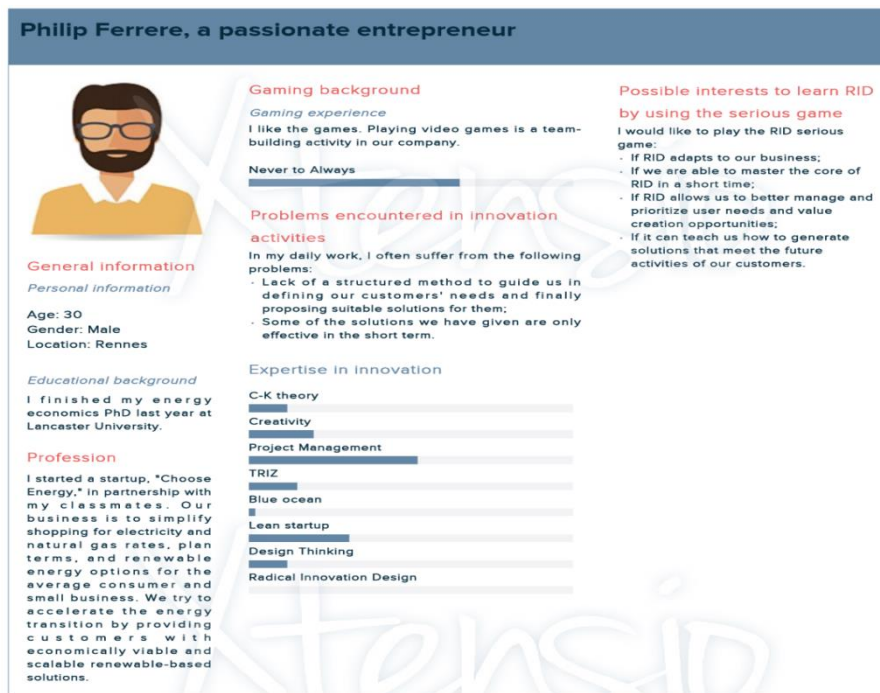 Philip Ferrere, a passionate entrepreneur
General information
Personal information
Age: 30
Gender: Male
Location: Rennes
Educational background
I finished my energy
economics PhD last year at
Lancaster University.
Profession
I started a startup, "Choose
Energy," in partnership with
my classmates. Our
business is to simplify
shopping for electricity and
natural gas rates, plan
terms, and renewable
energy options for the
average consumer and
small business. We try to
accelerate the energy
transition by providing
customers with
economically viable and
scalable renewable-based
solutions.
Gaming background
Gaming experience
I like the games. Playing video games is a team-
building activity in our company.
Never to Always
Problems encountered in innovation
activities
In my daily work, I often suffer from the following
problems:
· Lack of a structured method to guide us in
defining our customers' needs and finally
proposing suitable solutions for them;
· Some of the solutions we have given are only
effective in the short term.
Expertise in innovation
C-K theory
Creativity
Project Management
TRIZ
Blue ocean
Lean startup
Design Thinking
Radical Innovation Design
Possible interests to learn RID
by using the serious game
I would like to play the RID serious
game:
· If RID adapts to our business;
· If we are able to master the core of
RID in a short time;
· If RID allows us to better manage and
prioritize user needs and value
creation opportunities;
· If it can teach us how to generate
solutions that meet the future
activities of our customers.
Xtensio
Xtensio